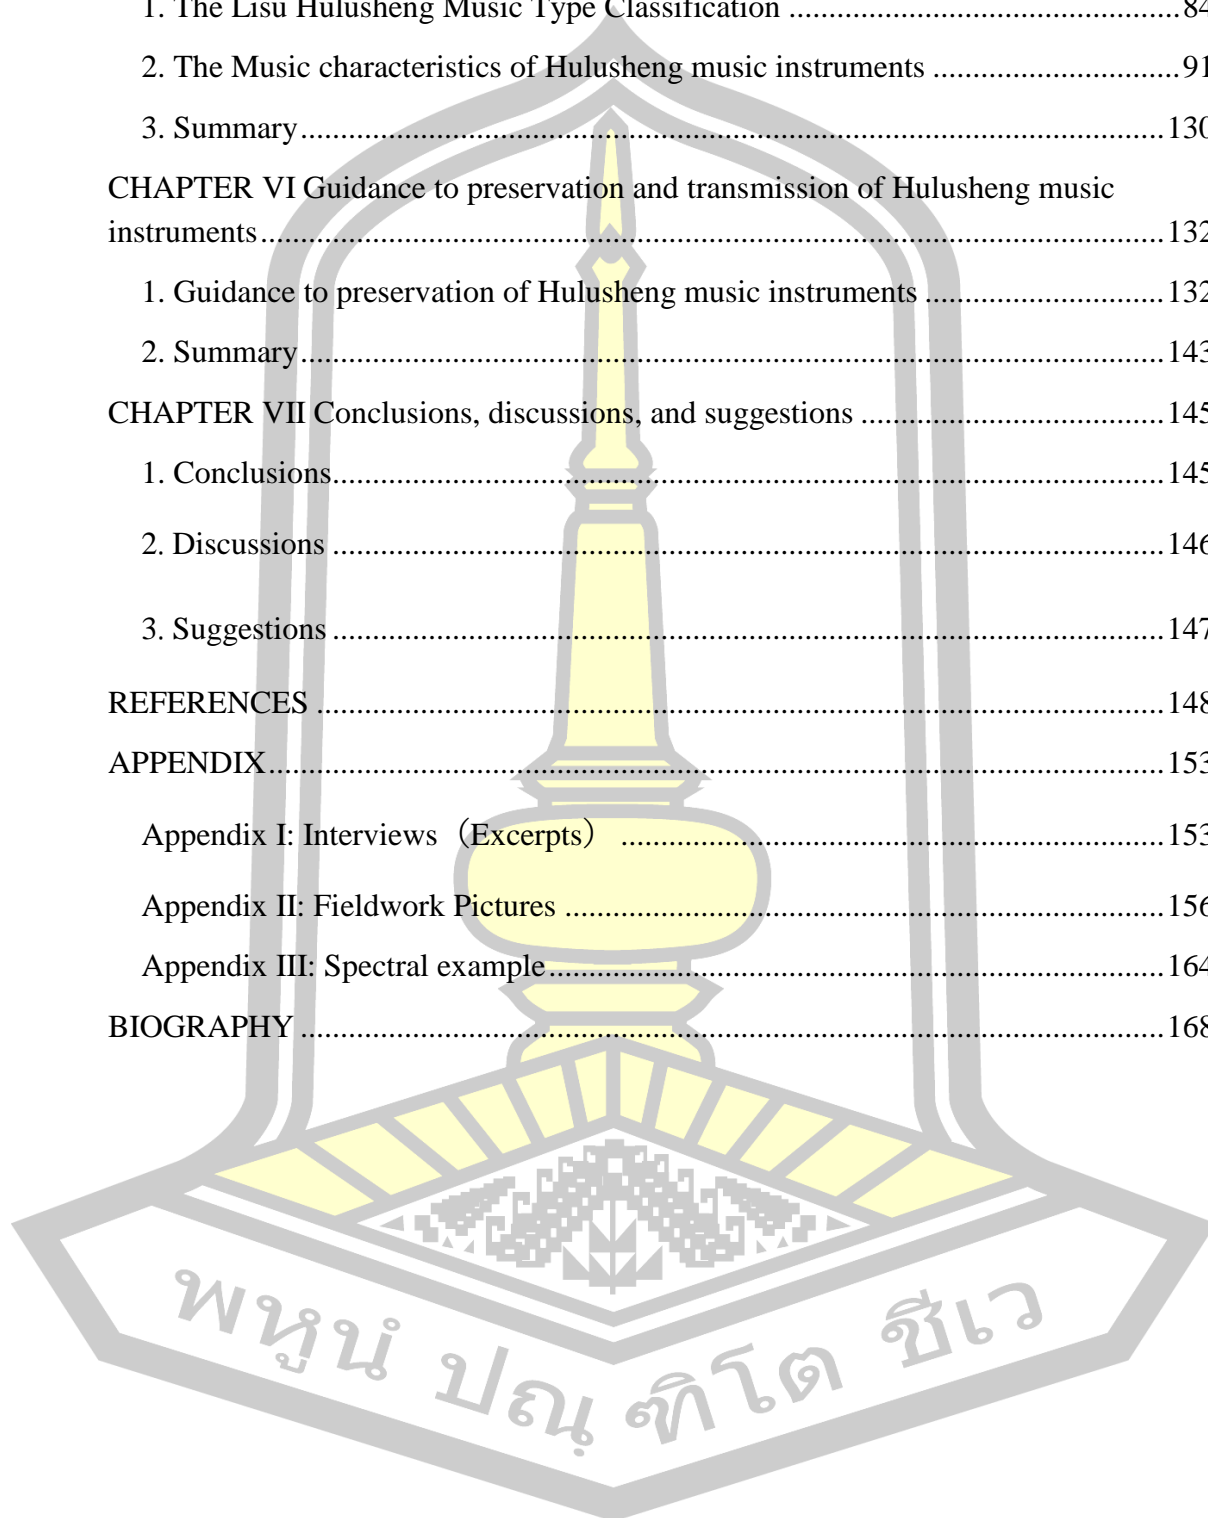 1. The Lisu Hulusheng Music Type Classification ................................................84
2. The Music characteristics of Hulusheng music instruments ..............................91
3. Summary..........................................................................................................130
CHAPTER VI Guidance to preservation and transmission of Hulusheng music
instruments...............................................................................................................132
1. Guidance to preservation of Hulusheng music instruments .............................132
2. Summary..........................................................................................................143
CHAPTER VII Conclusions, discussions, and suggestions .....................................145
1. Conclusions......................................................................................................145
2. Discussions ......................................................................................................146
3. Suggestions ......................................................................................................147
REFERENCES ........................................................................................................148
APPENDIX..............................................................................................................153
Appendix I: Interviews（Excerpts） ..................................................................153
Appendix II: Fieldwork Pictures .........................................................................156
Appendix III: Spectral example...........................................................................164
BIOGRAPHY ..........................................................................................................168
พหูนํ ปณฺฑิโต ชีเว